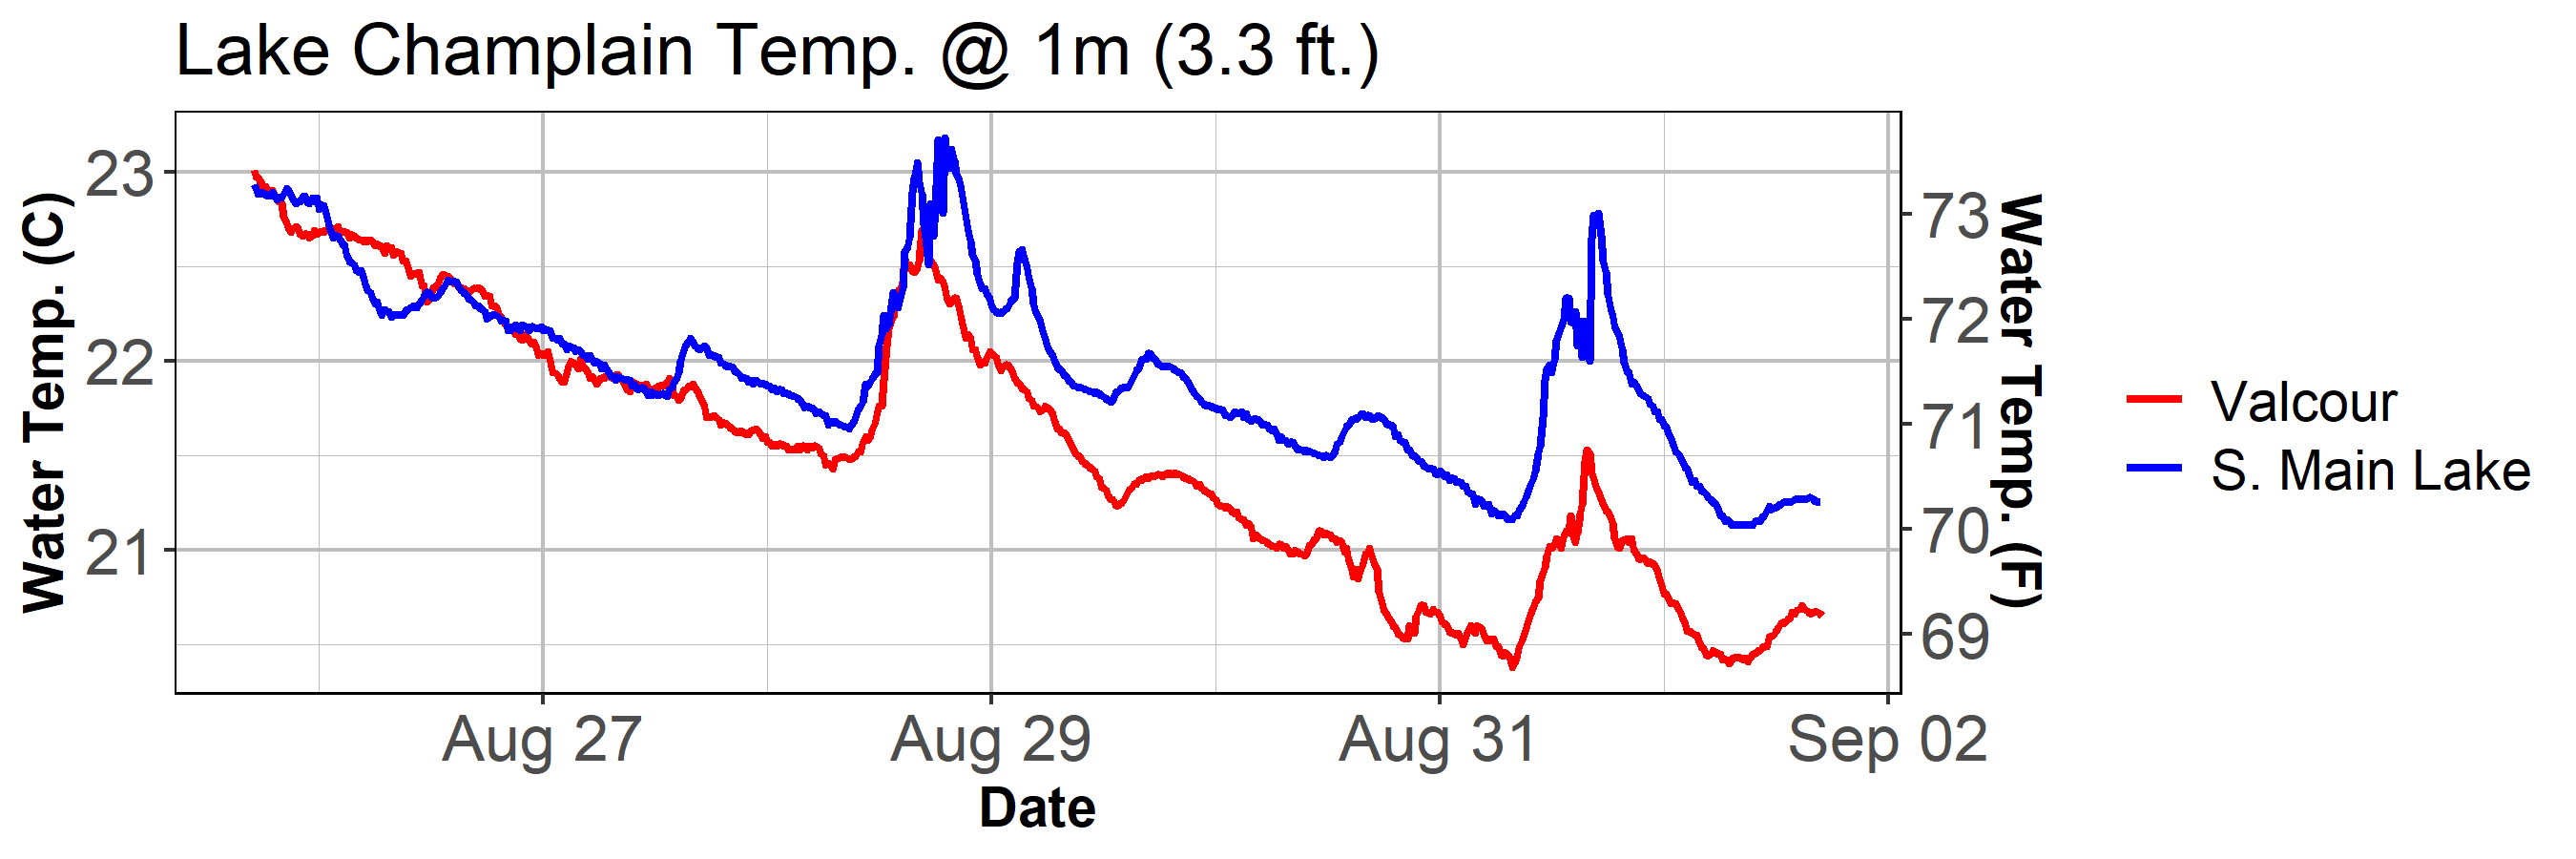 Lake Champlain Temp. @ 1m (3.3 ft.)
Water Temp. (C)
23
22
21
73
72
71
70
69
Water Temp. (F)
Aug 27 Aug 29 Aug 31 Sep 02
Date
Valcour
S. Main Lake